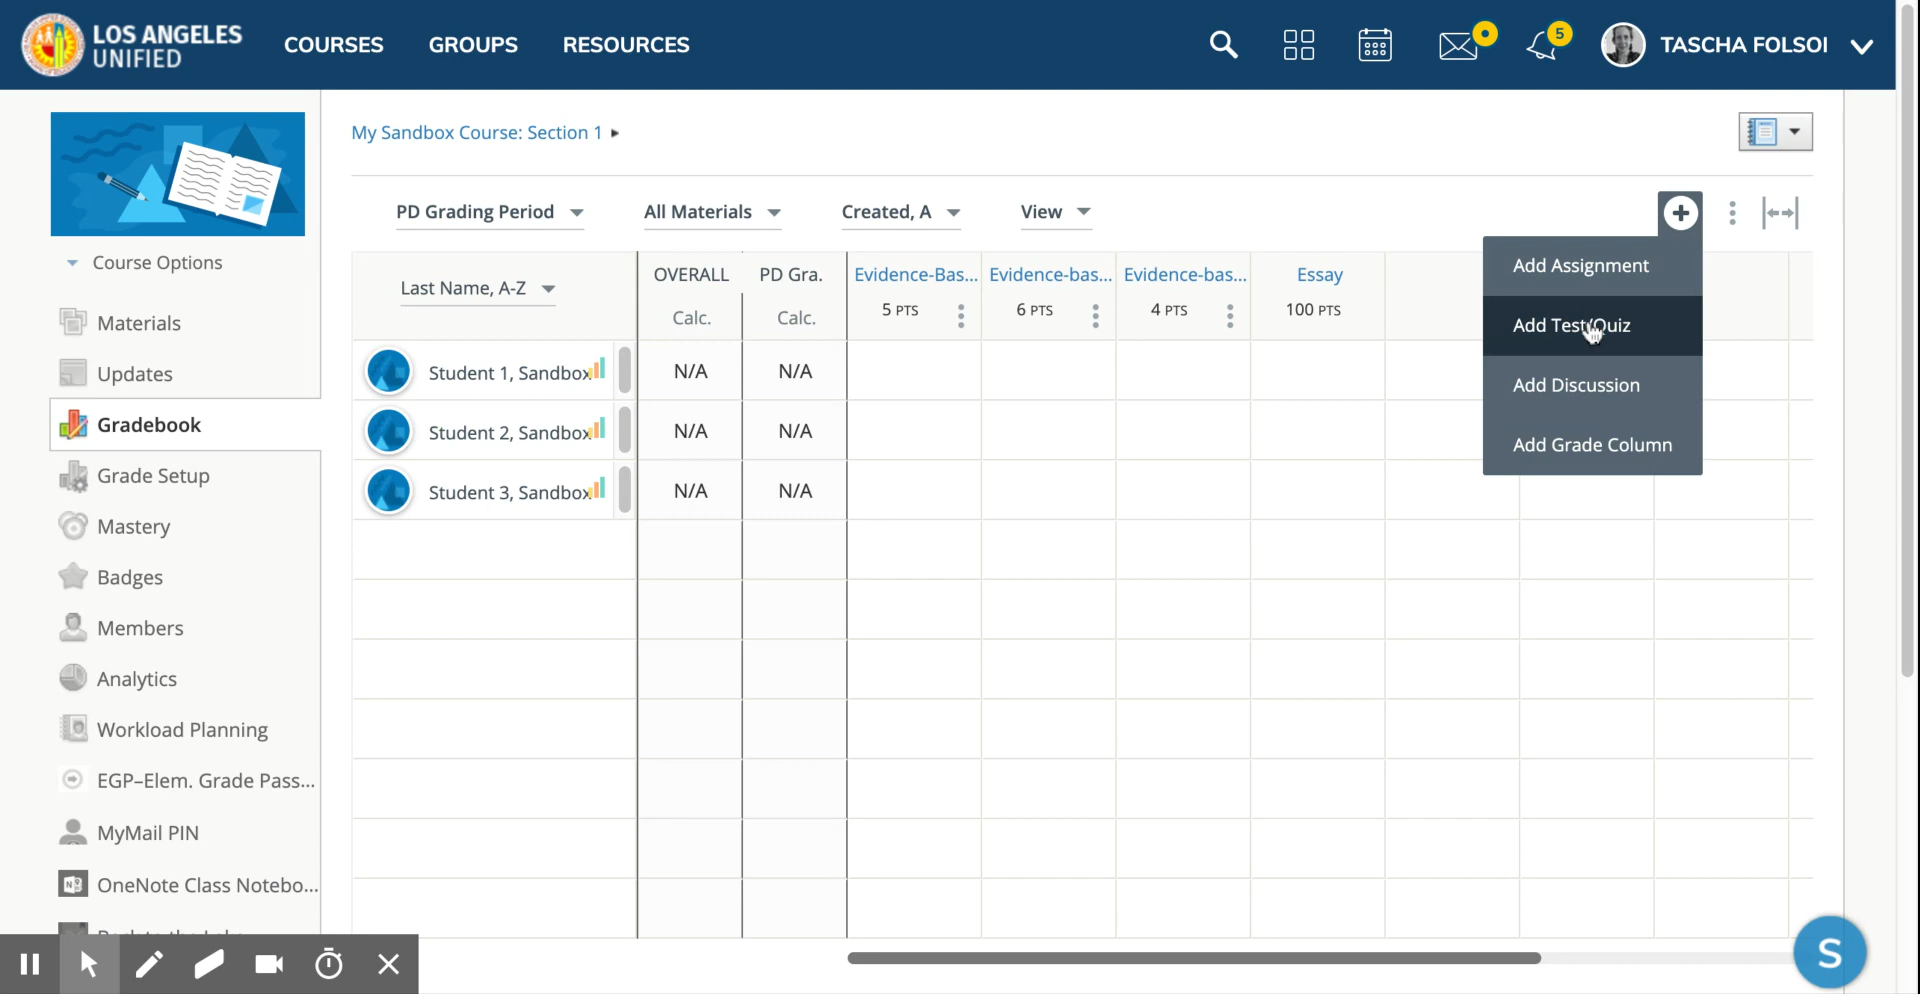 LOS ANGELES
UNIFIED
COURSES
GROUPS
RESOURCES
5
TASCHA FOLSOI
My Sandbox Course: Section 1
Course Options
Materials
Updates
Gradebook
Grade Setup
Mastery
Badges
Members
Analytics
Workload Planning
EGP–Elem. Grade Pass...
MyMail PIN
OneNote Class Notebo...
PD Grading Period
All Materials
Created, A
View
Last Name, A-Z
OVERALL
Calc.
PD Gra.
Calc.
Evidence-Bas...
5 PTS
Evidence-bas...
6 PTS
Evidence-bas...
4 PTS
Essay
100 PTS
Add Assignment
Add Test/Quiz
Add Discussion
Add Grade Column
Student 1, Sandbox
N/A
N/A
Student 2, Sandbox
N/A
N/A
Student 3, Sandbox
N/A
N/A
S